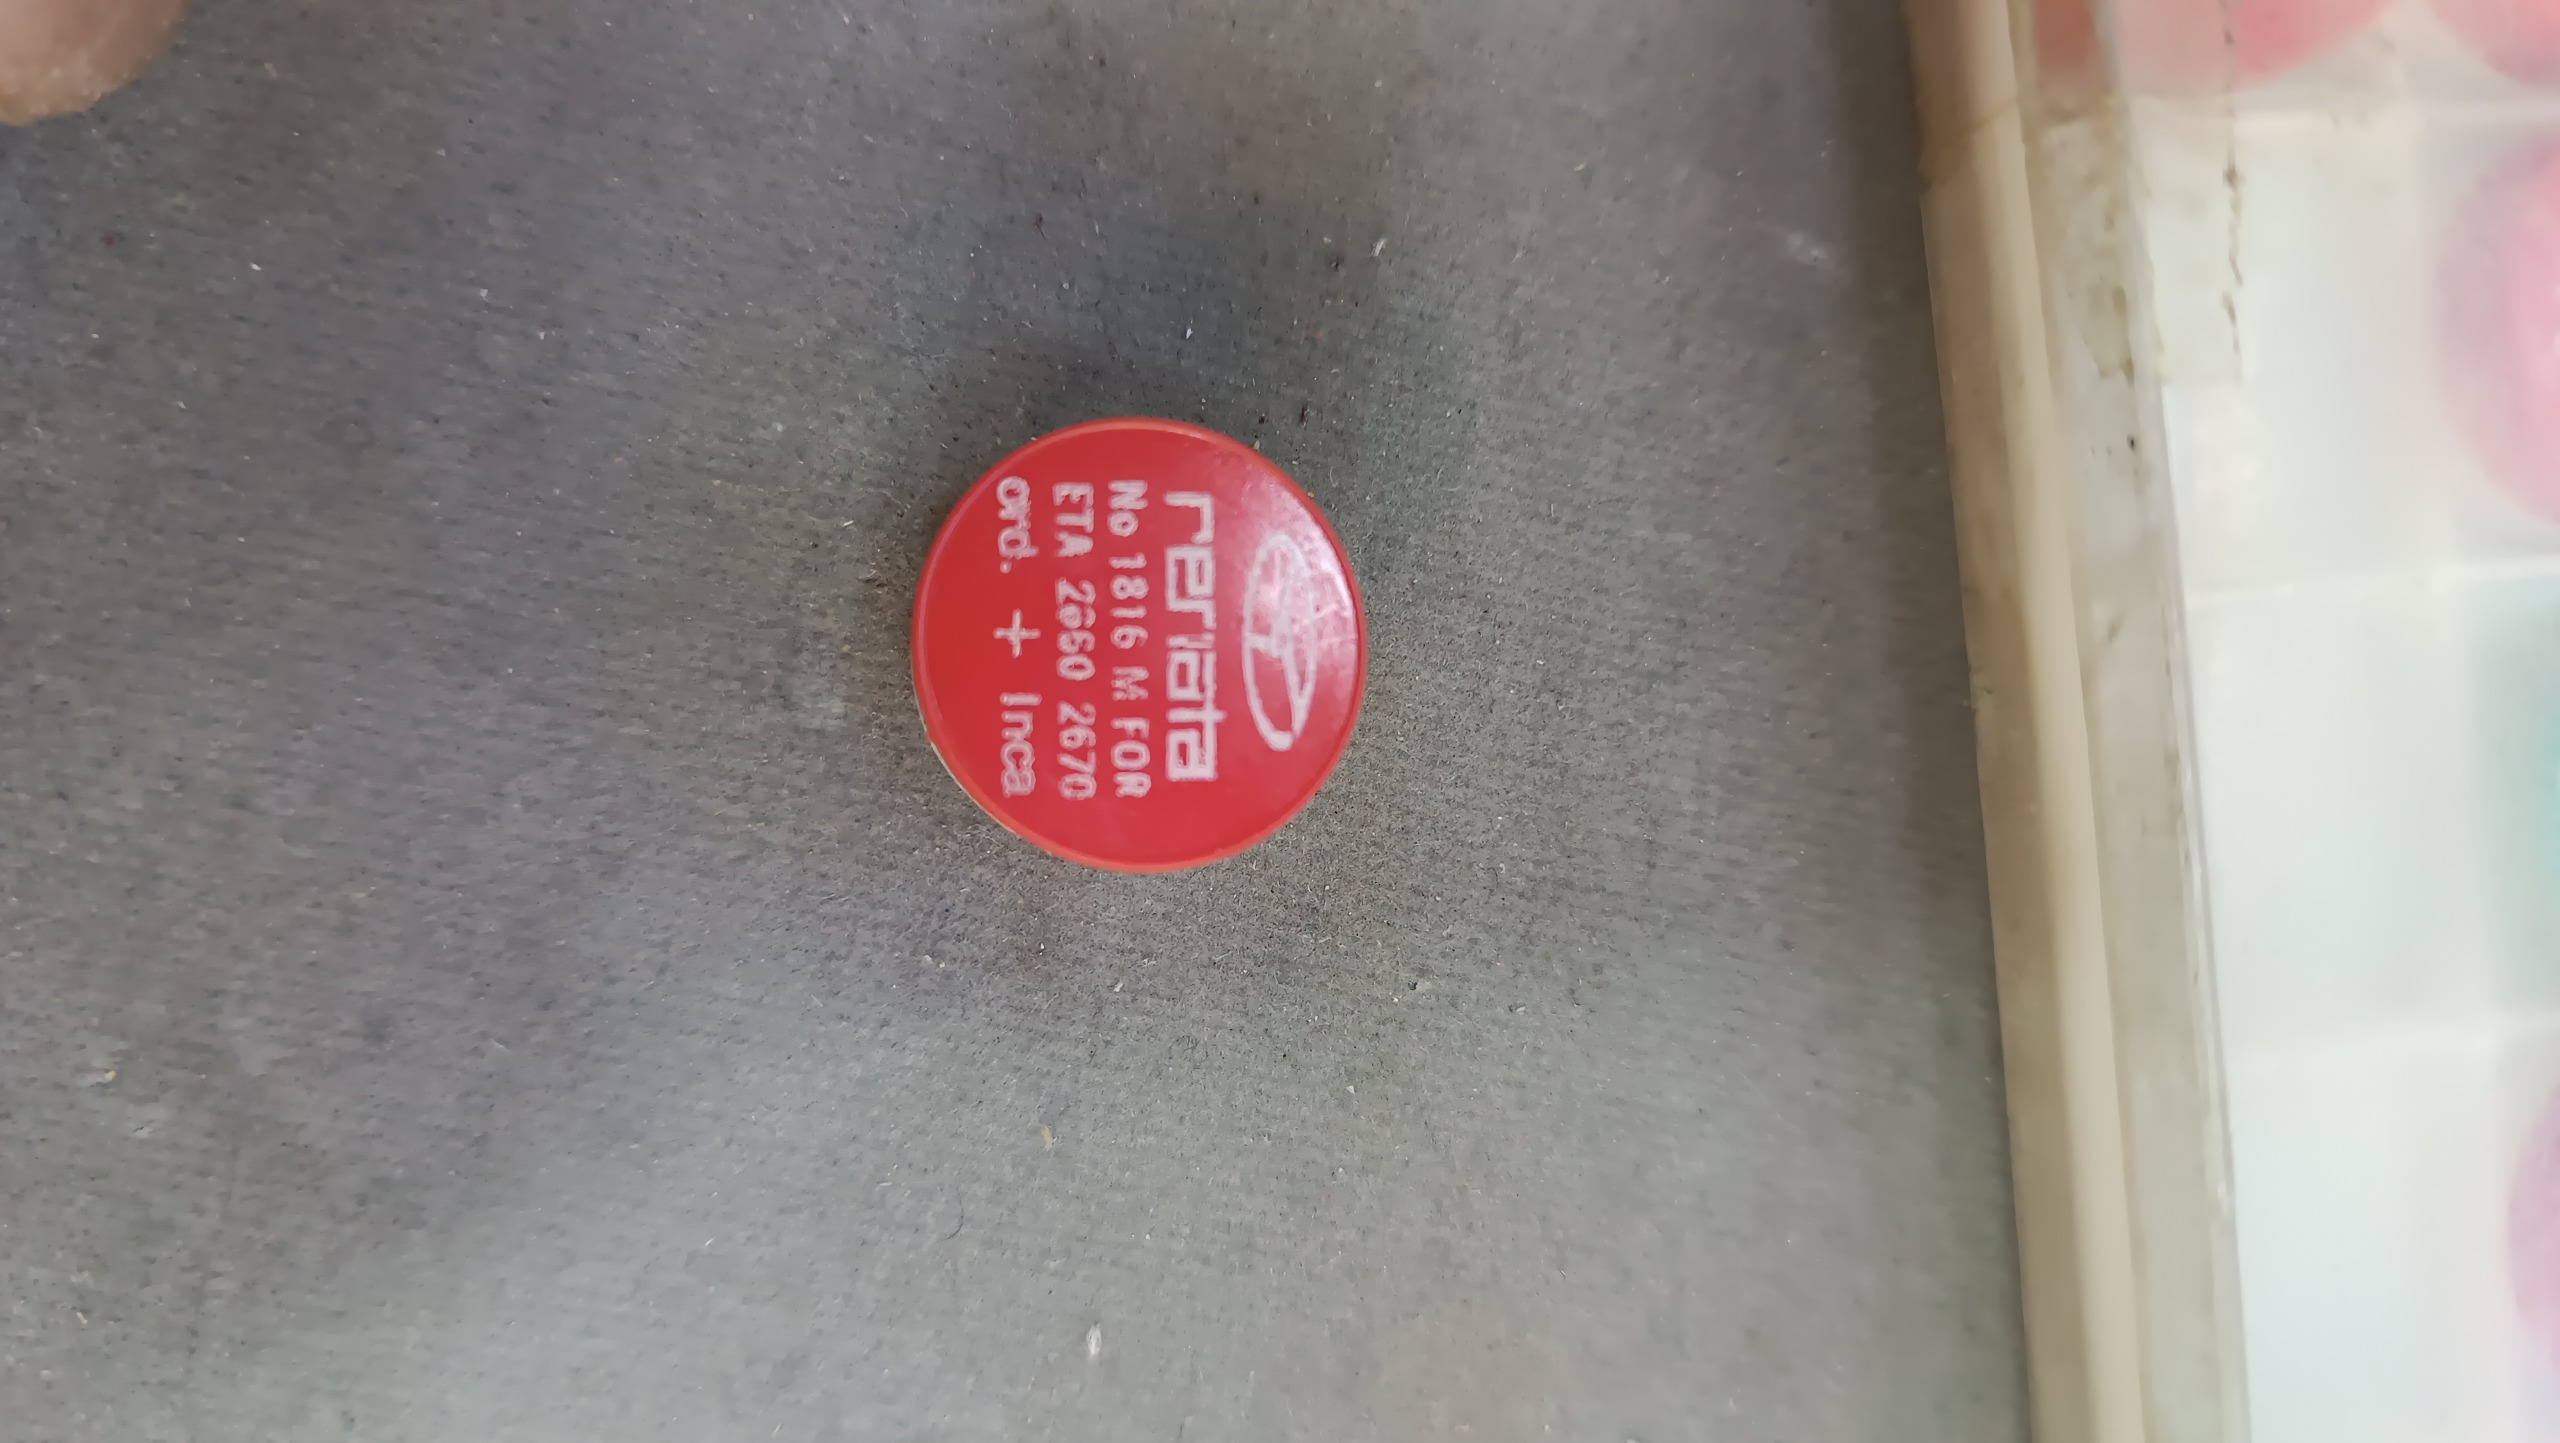 renata
No 1816 M FOR
ETA 2660 2670
ord. + Inca